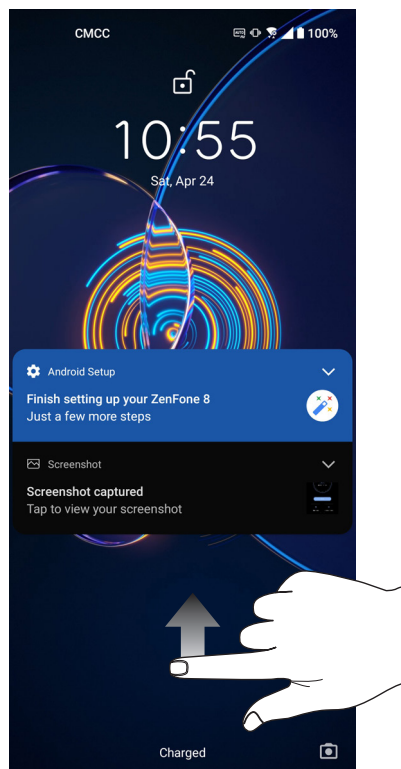 CMCC
100%
10:55
Sat, Apr 24
Android Setup
Finish setting up your ZenFone 8
Just a few more steps
Screenshot
Screenshot captured
Tap to view your screenshot
Charged